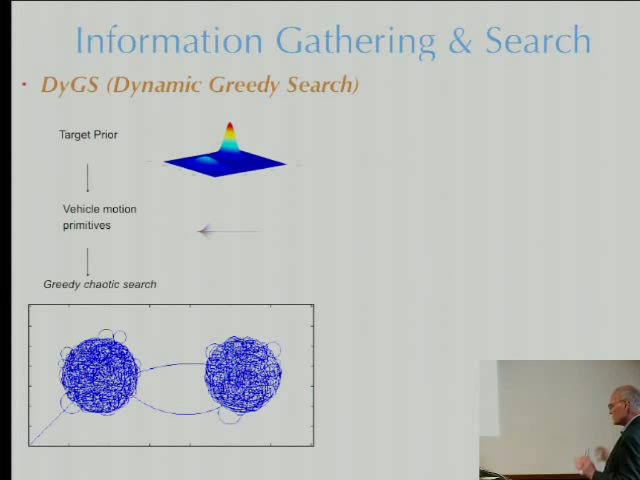 Information Gathering & Search
• DyGS (Dynamic Greedy Search)
Target Prior
Vehicle motion
primitives
Greedy chaotic search